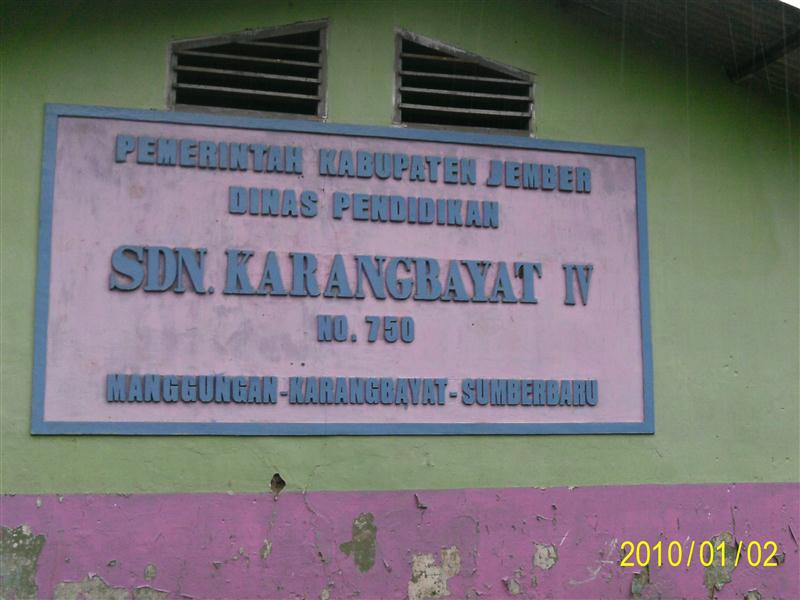 PEMERINTAH KABUPATEN JEMBER
DINAS PENDIDIKAN
SDN. KARANGBAYAT IV
NO. 750
MANGGUNGAN-KARANGBAYAT-SUMBERBARU
2010/01/02